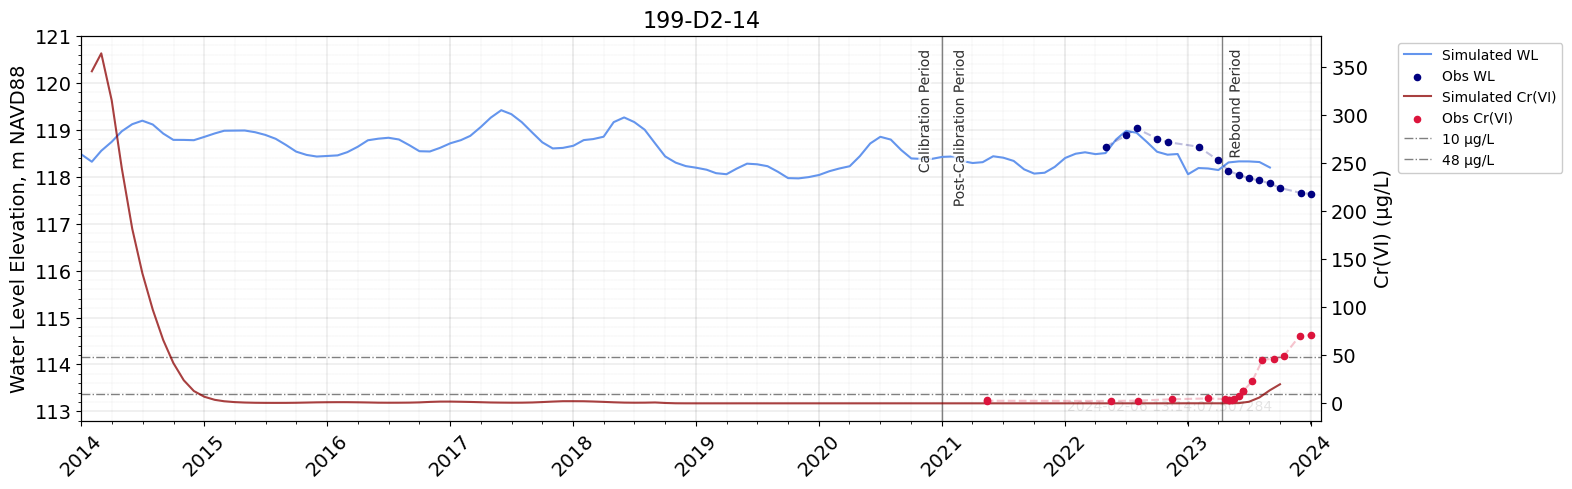 199-D2-14
Water Level Elevation, m NAVD88
121
120
119
118
117
116
115
114
113
Calibration Period
Post-Calibration Period
Rebound Period
350
300
250
200
150
100
50
0
Cr(VI) (µg/L)
2014
2015
2016
2017
2018
2019
2020
2021
2022
2023
2024
Simulated WL
Obs WL
Simulated Cr(VI)
Obs Cr(VI)
10 µg/L
48 µg/L